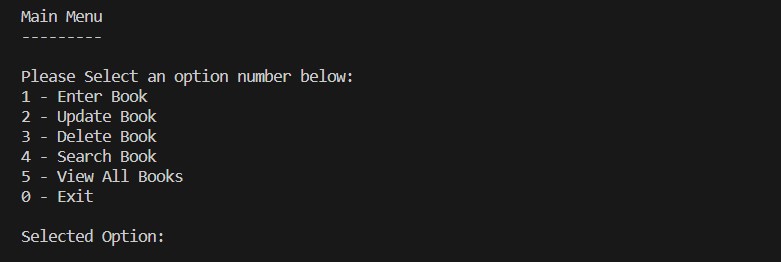 Main Menu
---------
Please Select an option number below:
1 - Enter Book
2 - Update Book
3 - Delete Book
4 - Search Book
5 - View All Books
0 - Exit
Selected Option: